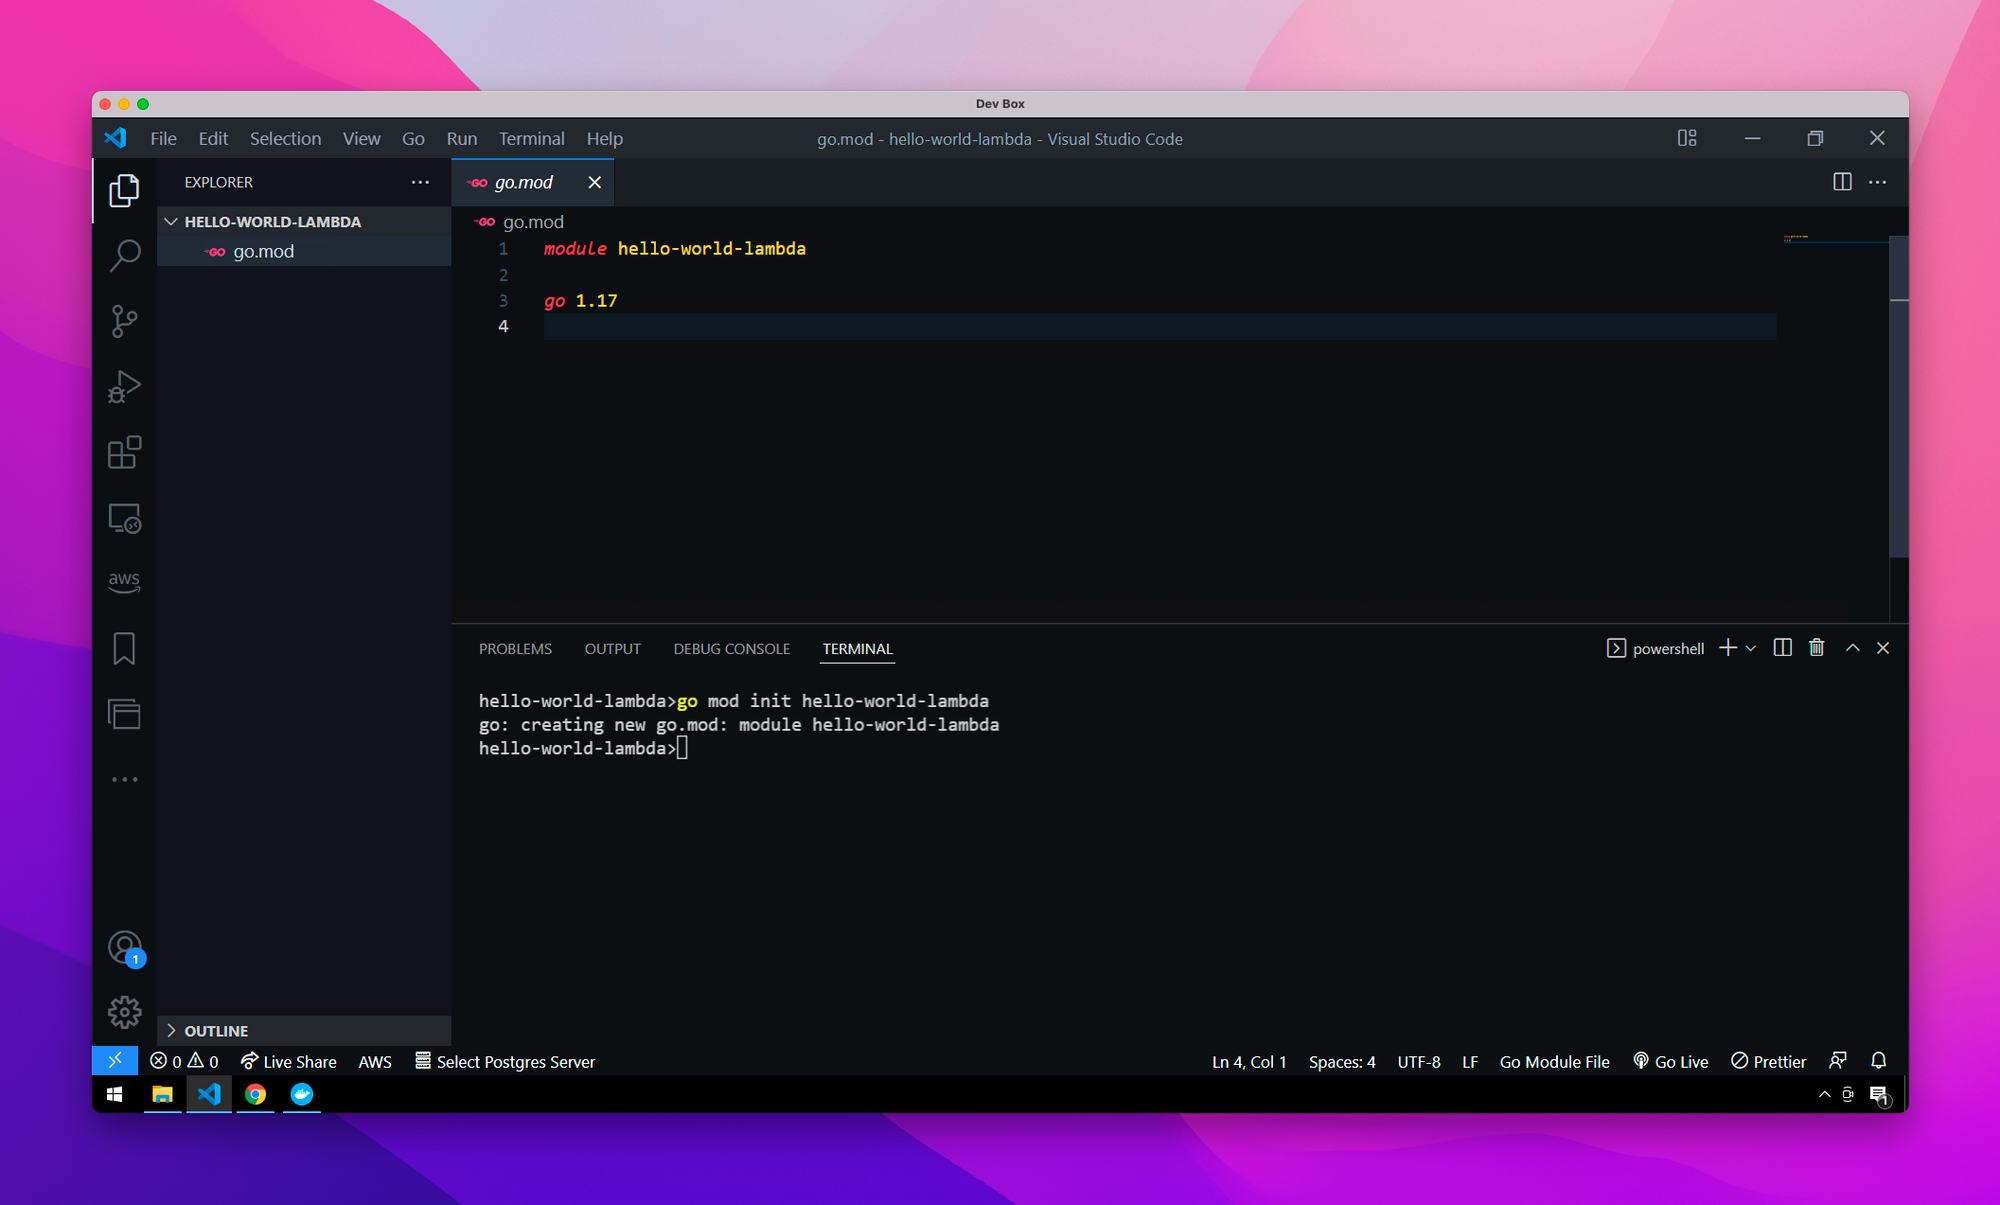 Dev Box
File Edit Selection View Go Run Terminal Help
go.mod - hello-world-lambda - Visual Studio Code
EXPLORER
HELLO-WORLD-LAMBDA
GO go.mod
aws
1
OUTLINE
GO go.mod
GO go.mod
1 module hello-world-lambda
2
3 go 1.17
4
PROBLEMS OUTPUT DEBUG CONSOLE TERMINAL
powershell
hello-world-lambda>go mod init hello-world-lambda
go: creating new go.mod: module hello-world-lambda
hello-world-lambda>
0 0 Live Share AWS Select Postgres Server
Ln 4, Col 1 Spaces: 4 UTF-8 LF Go Module File Go Live Prettier
1